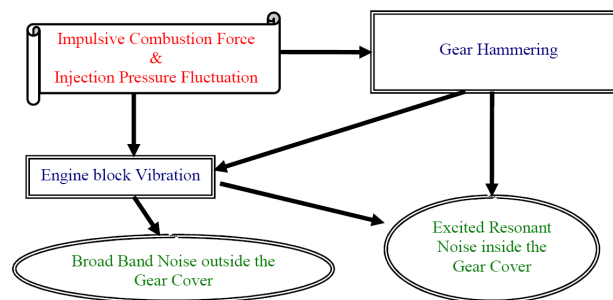 Impulsive Combustion Force
&
Injection Pressure Fluctuation
Gear Hammering
Engine block Vibration
Broad Band Noise outside the
Gear Cover
Excited Resonant
Noise inside the
Gear Cover